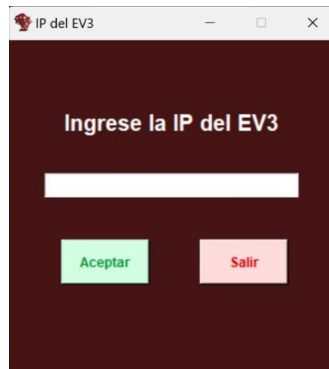 IP del EV3
Ingrese la IP del EV3
Aceptar
Salir